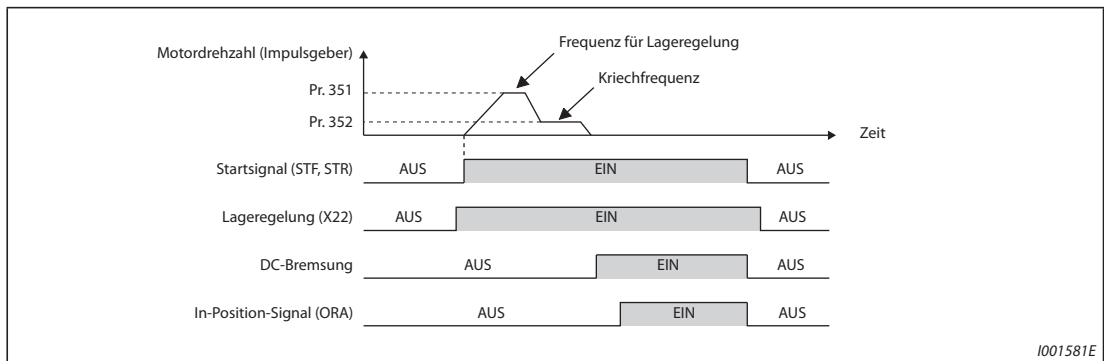 Frequenz für Lageregelung
Motordrehzahl (Impulsgeber)
Kriechfrequenz
Pr. 351
Pr. 352
Zeit
Startsignal (STF, STR) AUS EIN AUS
Lageregelung (X22) AUS EIN AUS
DC-Bremsung AUS EIN AUS
In-Position-Signal (ORA) AUS EIN AUS
I001581E